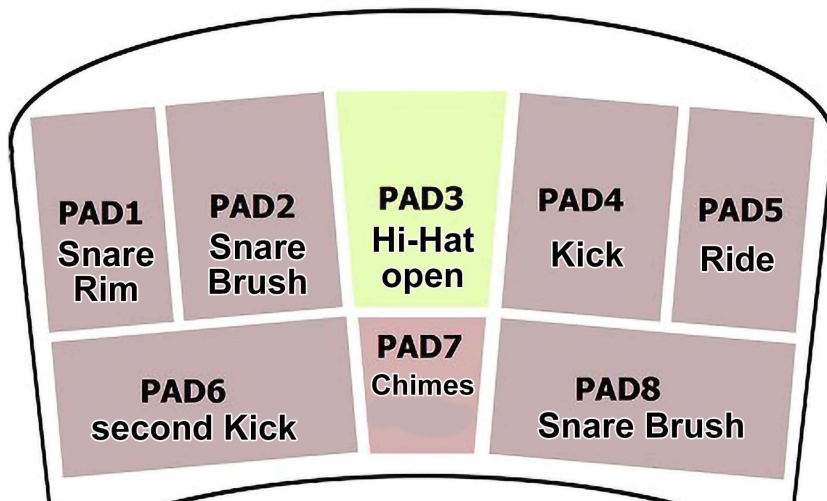 PAD1
Snare
Rim
PAD2
Snare
Brush
PAD3
Hi-Hat
open
PAD4
Kick
PAD5
Ride
PAD6
second Kick
PAD7
Chimes
PAD8
Snare Brush